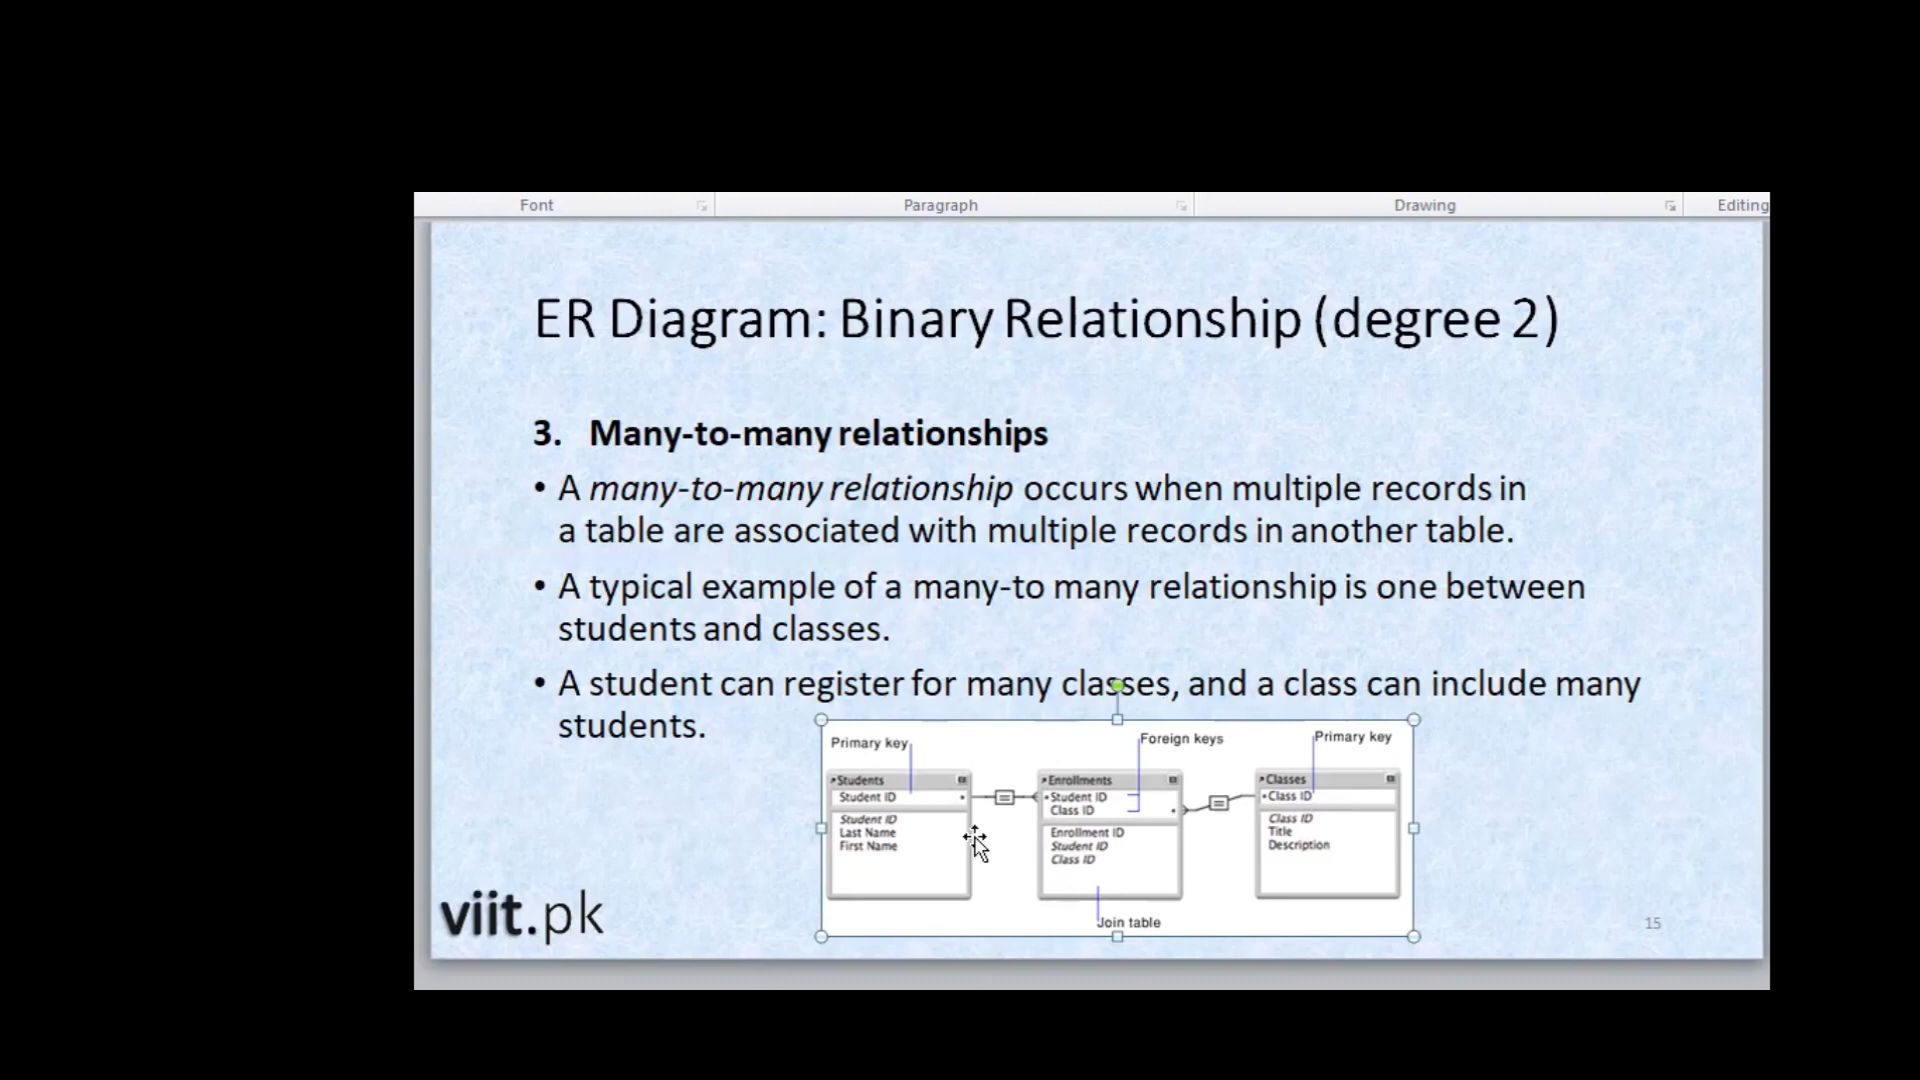 Font Paragraph Drawing Editing
ER Diagram: Binary Relationship (degree 2)
3. Many-to-many relationships
• A many-to-many relationship occurs when multiple records in
a table are associated with multiple records in another table.
• A typical example of a many-to many relationship is one between
students and classes.
• A student can register for many classes, and a class can include many
students.
Primary key
Foreign keys
Primary key
Students
Student ID
Student ID
Last Name
First Name
Enrollments
Student ID
Class ID
Enrollment ID
Student ID
Class ID
Classes
Class ID
Class ID
Title
Description
Join table
viit.pk
15